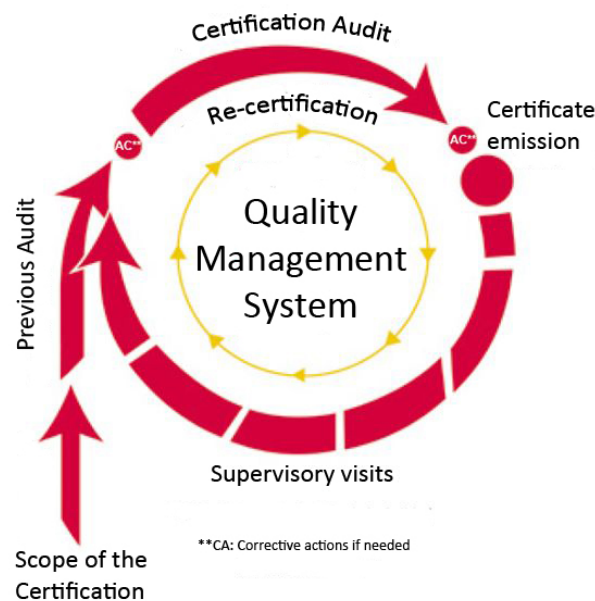 Certification Audit
Re-certification
AC**
AC**
Certificate
emission
Previous Audit
Quality
Management
System
Supervisory visits
**CA: Corrective actions if needed
Scope of the
Certification